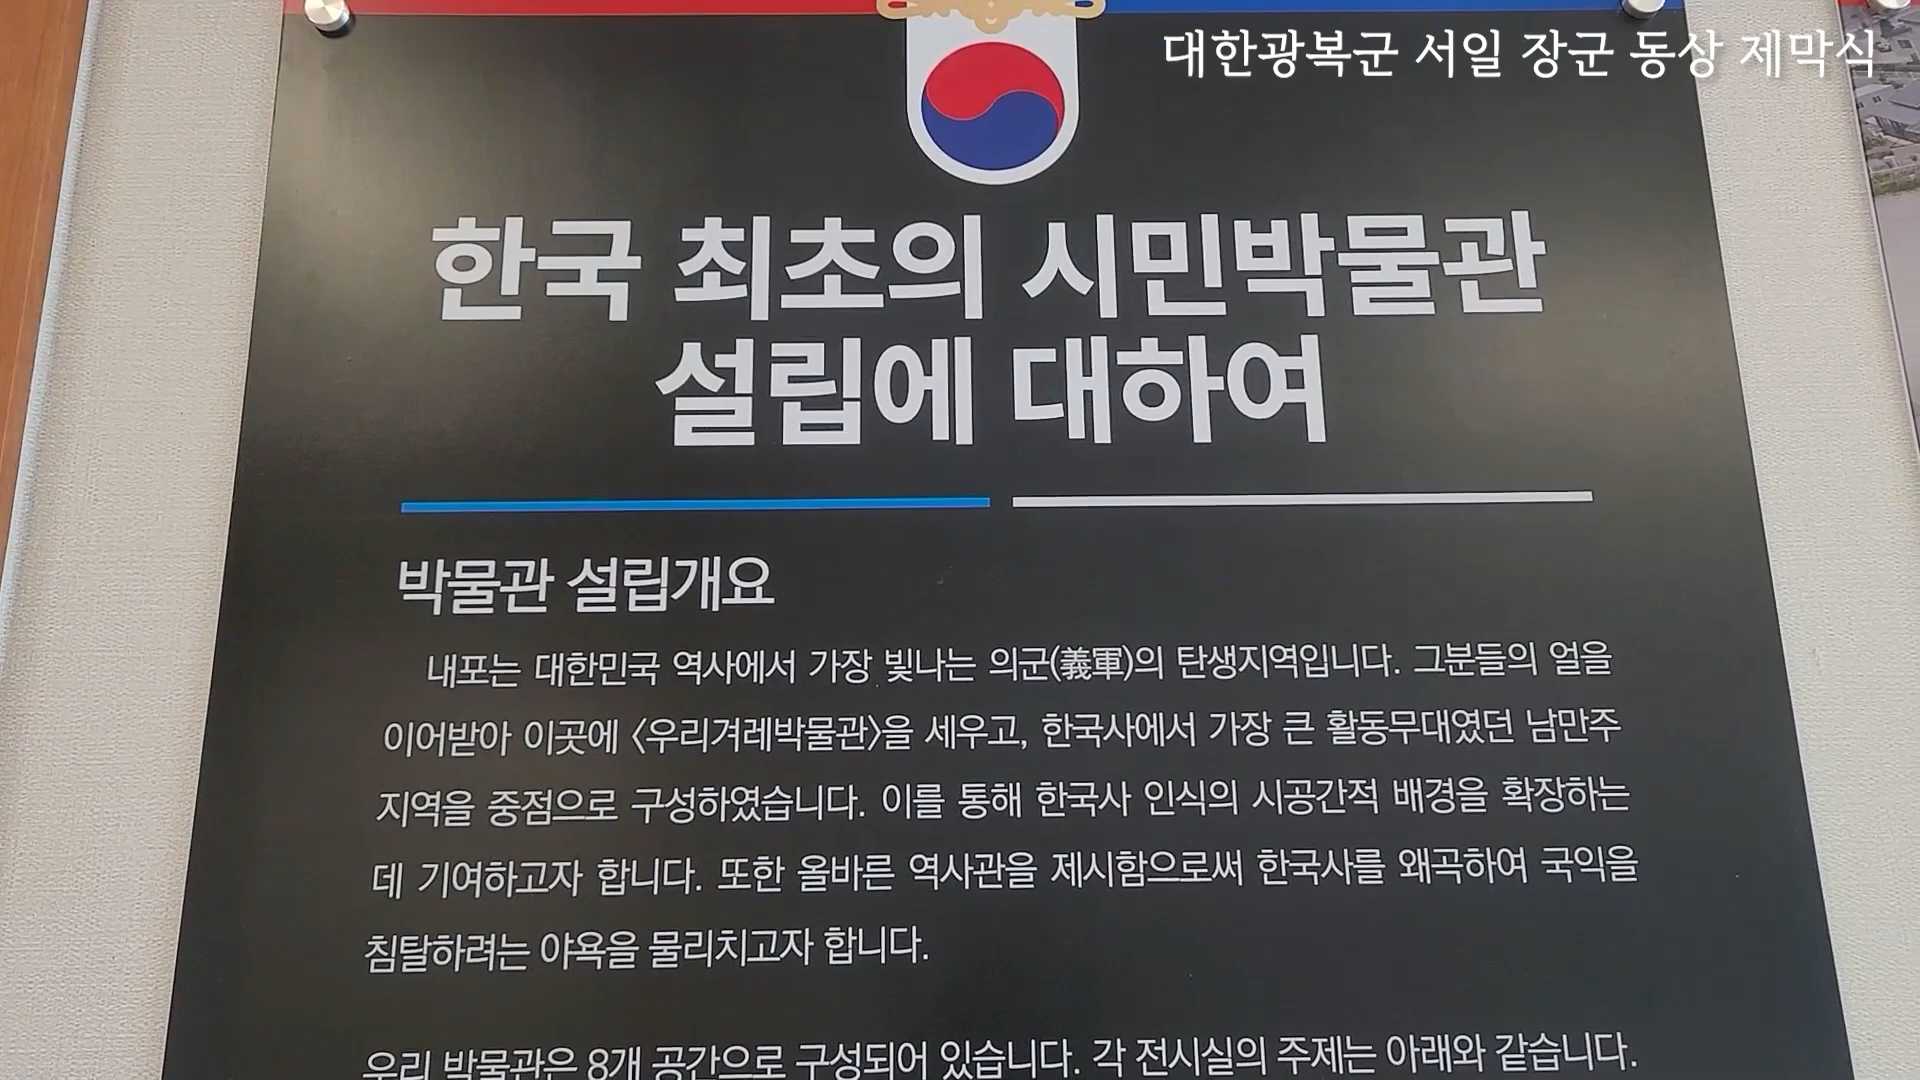 대한광복군 서일 장군 동상 제막식
한국 최초의 시민박물관
설립에 대하여
박물관 설립개요
내포는 대한민국 역사에서 가장 빛나는 의군(義軍)의 탄생지역입니다. 그분들의 얼을
이어받아 이곳에 <우리겨레박물관>을 세우고, 한국사에서 가장 큰 활동무대였던 남만주
지역을 중점으로 구성하였습니다. 이를 통해 한국사 인식의 시공간적 배경을 확장하는
데 기여하고자 합니다. 또한 올바른 역사관을 제시함으로써 한국사를 왜곡하여 국익을
침탈하려는 야욕을 물리치고자 합니다.
우리 박물관은 8개 공간으로 구성되어 있습니다. 각 전시실의 주제는 아래와 같습니다.